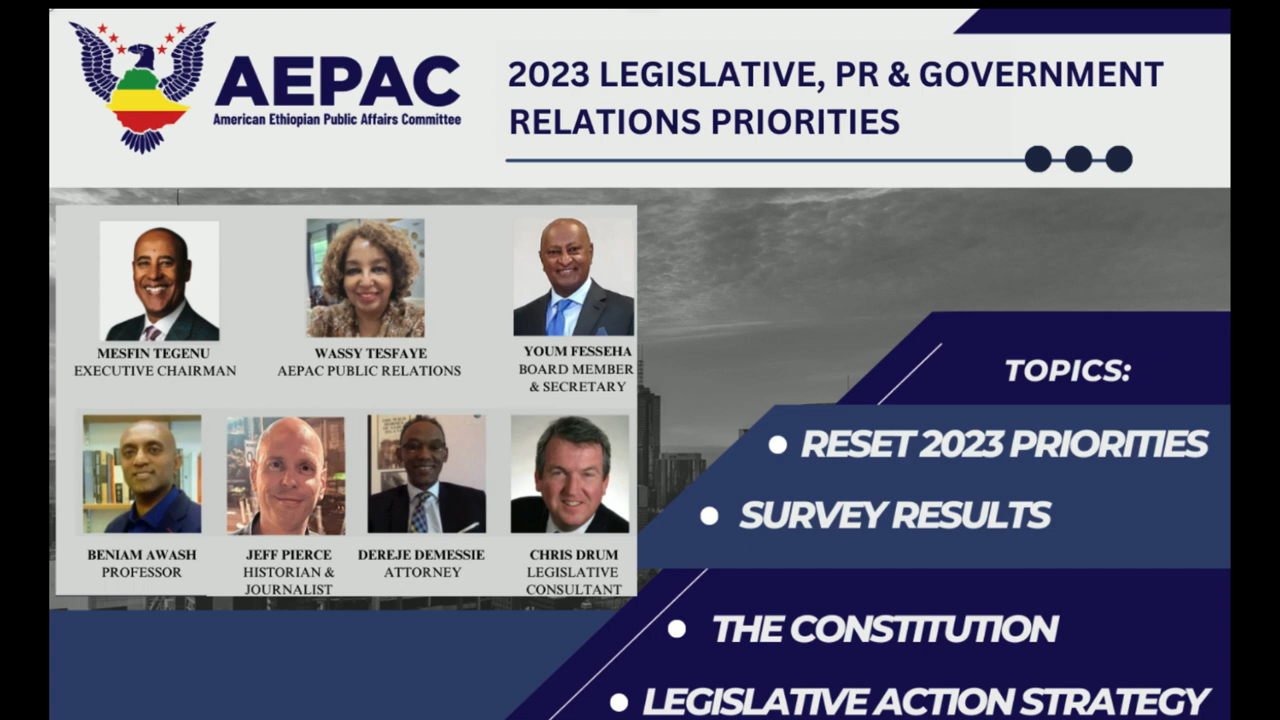 AEPAC
American Ethiopian Public Affairs Committee
2023 LEGISLATIVE, PR & GOVERNMENT
RELATIONS PRIORITIES
MESFIN TEGENU
EXECUTIVE CHAIRMAN
WASSY TESFAYE
AEPAC PUBLIC RELATIONS
YOUM FESSEHA
BOARD MEMBER
& SECRETARY
BENIAM AWASH
PROFESSOR
JEFF PIERCE
HISTORIAN &
JOURNALIST
DEREJE DEMESSIE
ATTORNEY
CHRIS DRUM
LEGISLATIVE
CONSULTANT
TOPICS:
• RESET 2023 PRIORITIES
• SURVEY RESULTS
• THE CONSTITUTION
• LEGISLATIVE ACTION STRATEGY